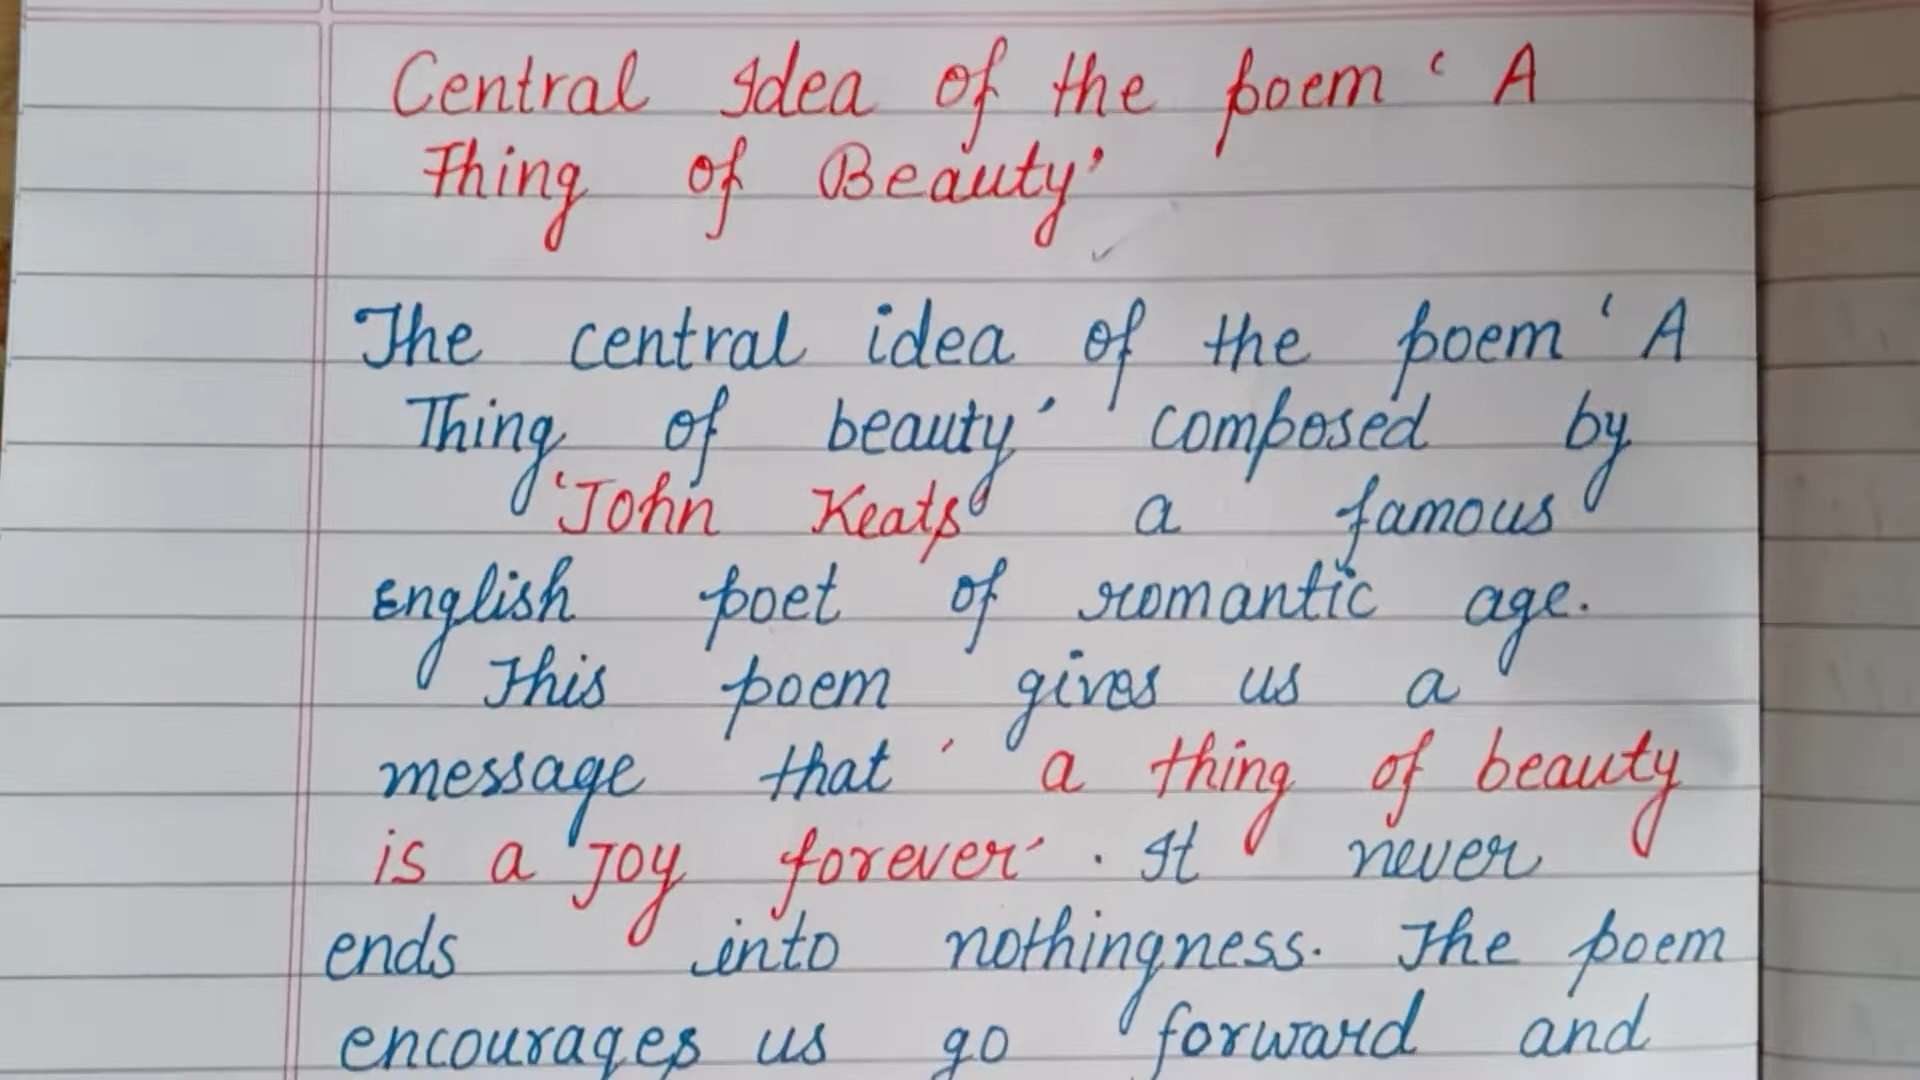 Central Idea of the poem ‘ A
Thing of Beauty’
The central idea of the poem ‘ A
Thing of beauty’ composed by
‘John Keats’ a famous
English poet of romantic age.
This poem gives us a
message that ‘ a thing of beauty
is a Joy forever’ . It never
ends into nothingness. The poem
encourages us go forward and